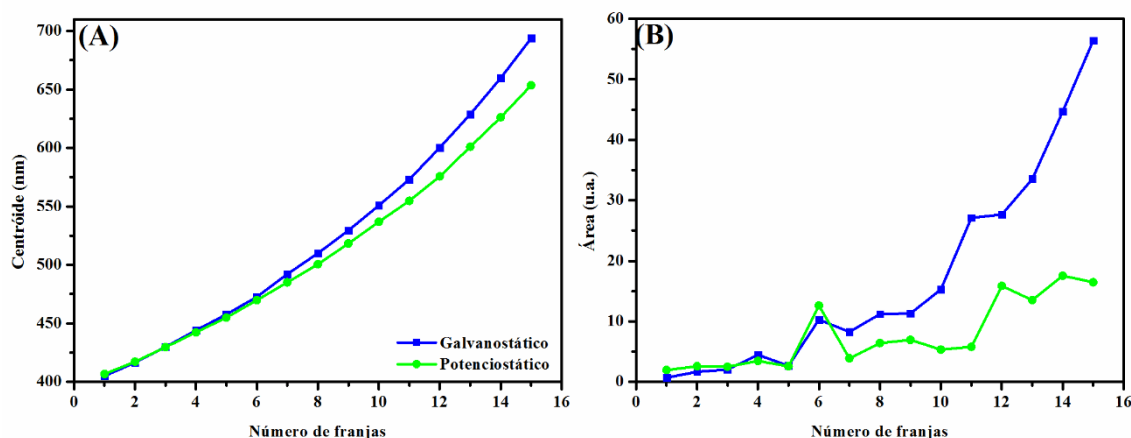 (A)
700
650
600
550
500
450
400
Centróide (nm)
Galvanostático
Potenciostático
0 2 4 6 8 10 12 14 16
Número de franjas
(B)
60
50
40
30
20
10
0
Área (u.a.)
0 2 4 6 8 10 12 14 16
Número de franjas